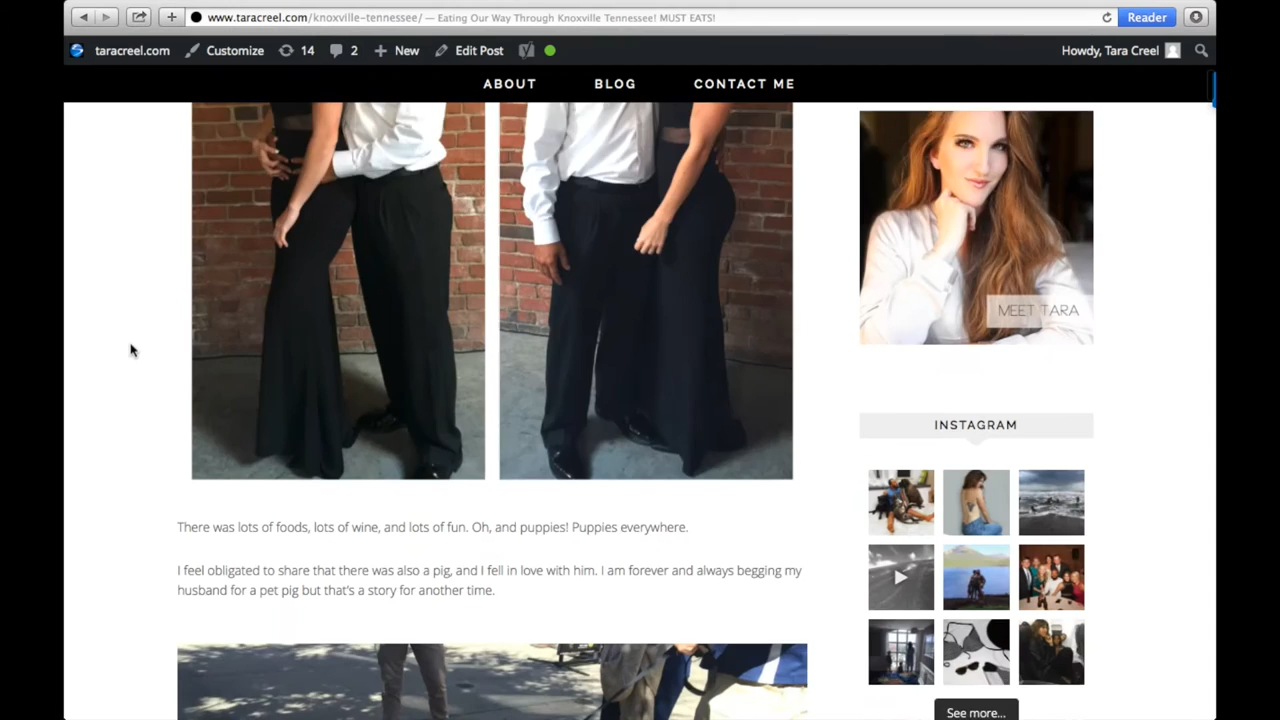 www.taracreel.com/knoxville-tennessee/ — Eating Our Way Through Knoxville Tennessee! MUST EATS!
Reader
taracreel.com
Customize
14
2
New
Edit Post
Howdy, Tara Creel
ABOUT
BLOG
CONTACT ME
MEET TARA
INSTAGRAM
There was lots of foods, lots of wine, and lots of fun. Oh, and puppies! Puppies everywhere.
I feel obligated to share that there was also a pig, and I fell in love with him. I am forever and always begging my
husband for a pet pig but that's a story for another time.
See more...